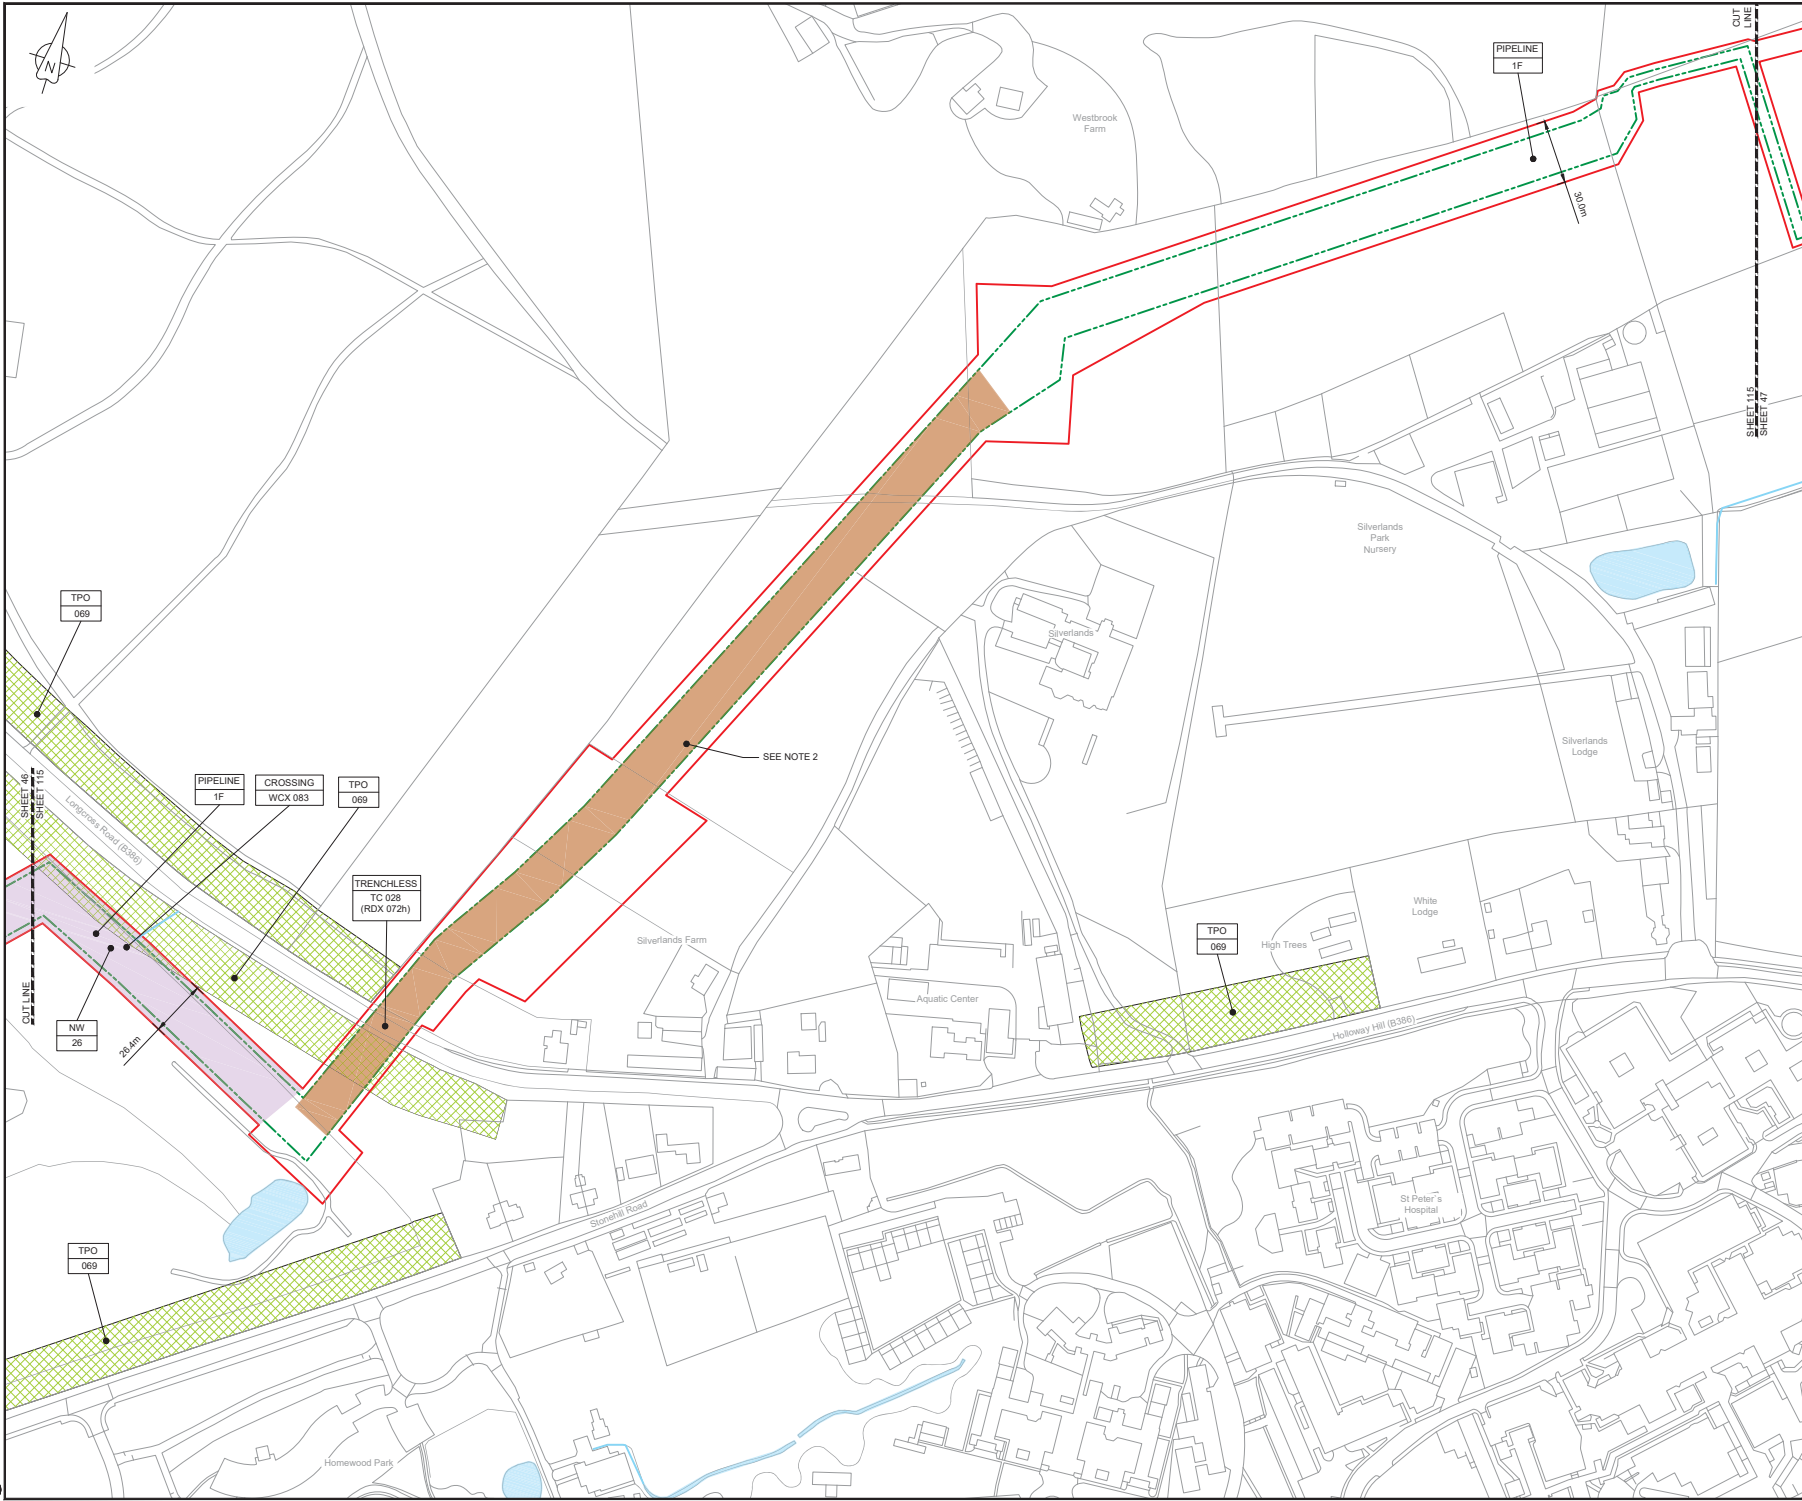 N
CUT
LINE
PIPELINE
1F
Westbrook
Farm
30.0m
SHEET 115
SHEET 47
Silverlands
Park
Nursery
TPO
069
Silverlands
SEE NOTE 2
Silverlands
Lodge
SHEET 46
SHEET 115
Longcross Road (B386)
PIPELINE
1F
CROSSING
WCX 083
TPO
069
TRENCHLESS
TC 028
(RDX 072h)
White
Lodge
Silverlands Farm
TPO
069
High Trees
Aquatic Center
CUT LINE
NW
26
26.4m
Holloway Hill (B386)
St Peter's
Hospital
Stonehill Road
TPO
069
Homewood Park